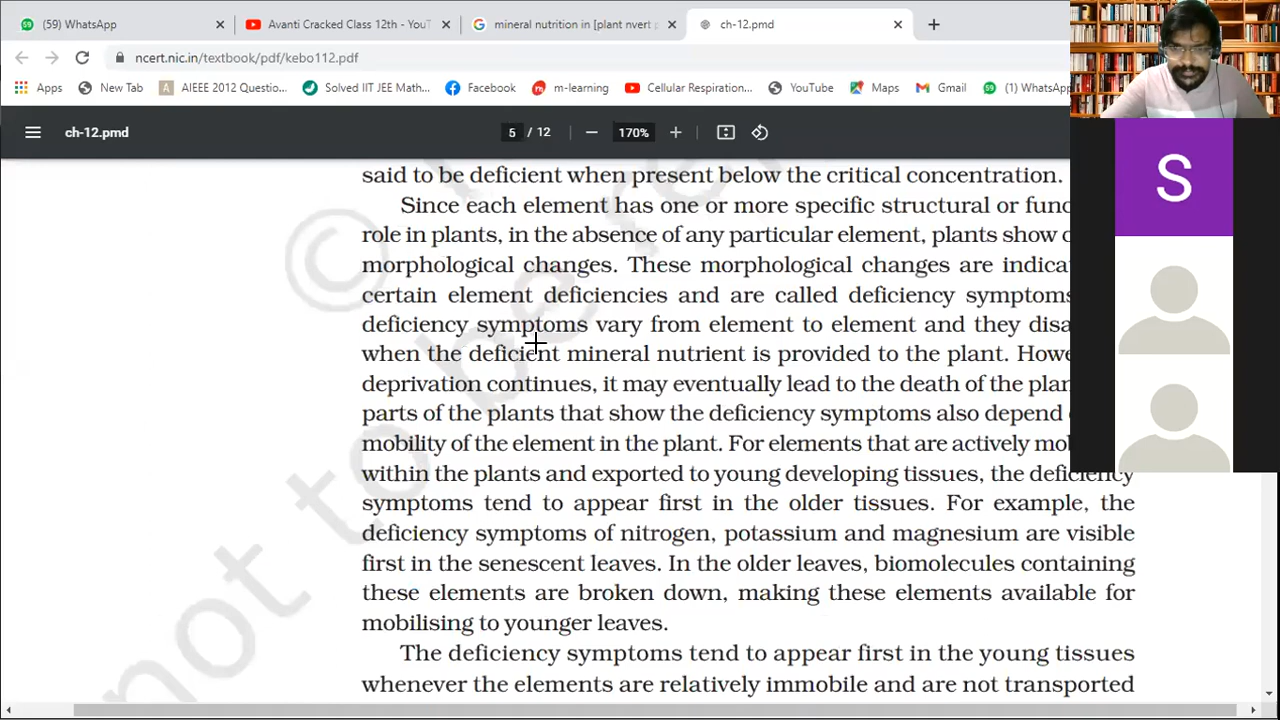 (59) WhatsApp
Avanti Cracked Class 12th - YouT
mineral nutrition in [plant nvert p
ch-12.pmd
ncert.nic.in/textbook/pdf/kebo112.pdf
Apps
New Tab
AIEEE 2012 Questio...
Solved IIT JEE Math...
Facebook
m-learning
Cellular Respiration...
YouTube
Maps
Gmail
(1) WhatsApp
ch-12.pmd
5 / 12
170%
S
said to be deficient when present below the critical concentration.
Since each element has one or more specific structural or func
role in plants, in the absence of any particular element, plants show c
morphological changes. These morphological changes are indica
certain element deficiencies and are called deficiency symptoms
deficiency symptoms vary from element to element and they disa
when the deficient mineral nutrient is provided to the plant. Howe
deprivation continues, it may eventually lead to the death of the plan
parts of the plants that show the deficiency symptoms also depend
mobility of the element in the plant. For elements that are actively mo
within the plants and exported to young developing tissues, the deficiency
symptoms tend to appear first in the older tissues. For example, the
deficiency symptoms of nitrogen, potassium and magnesium are visible
first in the senescent leaves. In the older leaves, biomolecules containing
these elements are broken down, making these elements available for
mobilising to younger leaves.
The deficiency symptoms tend to appear first in the young tissues
whenever the elements are relatively immobile and are not transported
©
not to be re